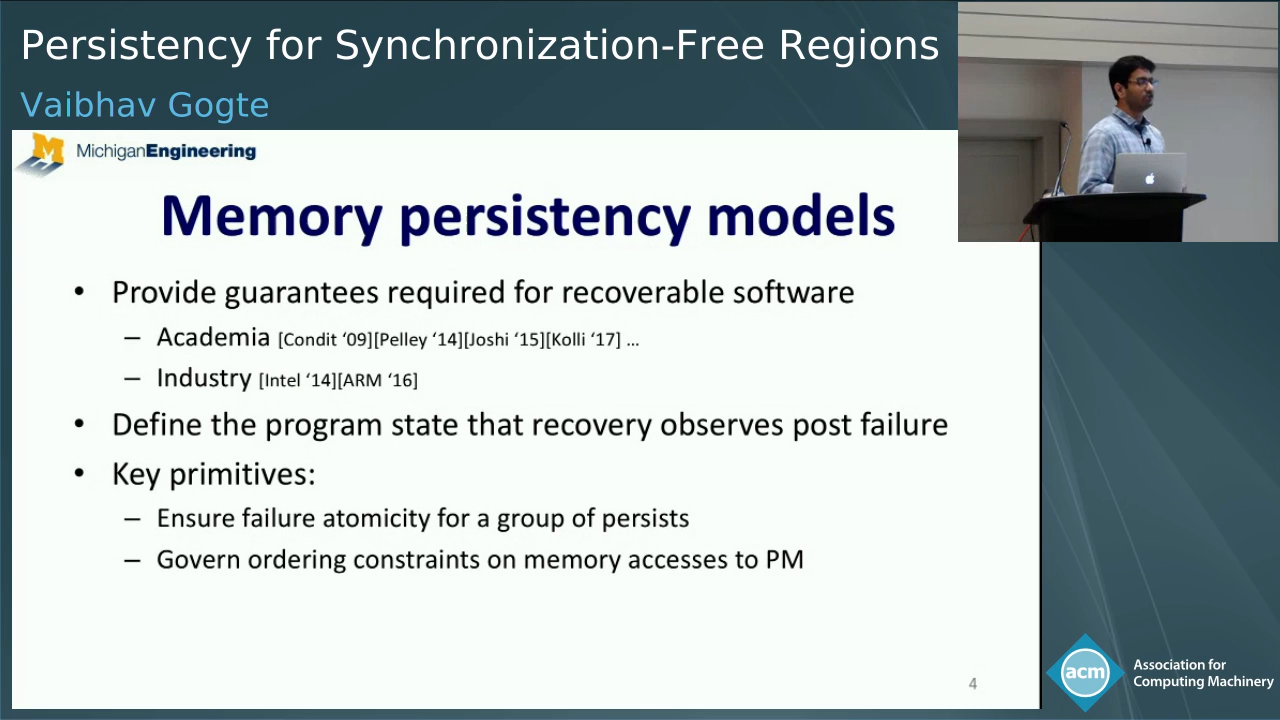 Persistency for Synchronization-Free Regions
Vaibhav Gogte
M MichiganEngineering
Memory persistency models
• Provide guarantees required for recoverable software
– Academia [Condit ‘09][Pelley ‘14][Joshi ‘15][Kolli ‘17] …
– Industry [Intel ‘14][ARM ‘16]
• Define the program state that recovery observes post failure
• Key primitives:
– Ensure failure atomicity for a group of persists
– Govern ordering constraints on memory accesses to PM
4
acm
Association for
Computing Machinery